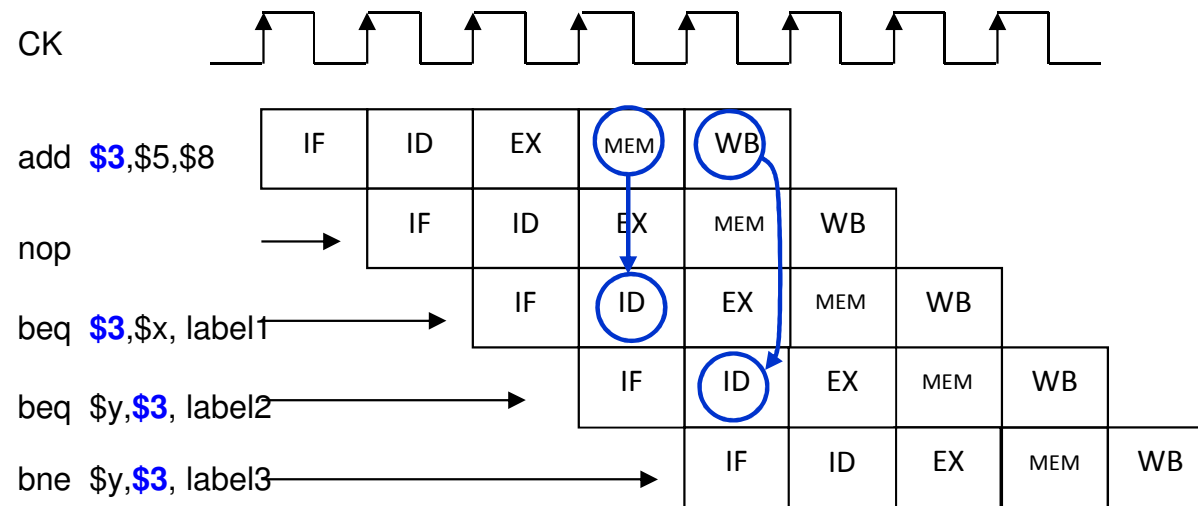 CK
add $3,$5,$8 IF ID EX MEM WB
nop IF ID EX MEM WB
beq $3,$x, label1 IF ID EX MEM WB
beq $y,$3, label2 IF ID EX MEM WB
bne $y,$3, label3 IF ID EX MEM WB